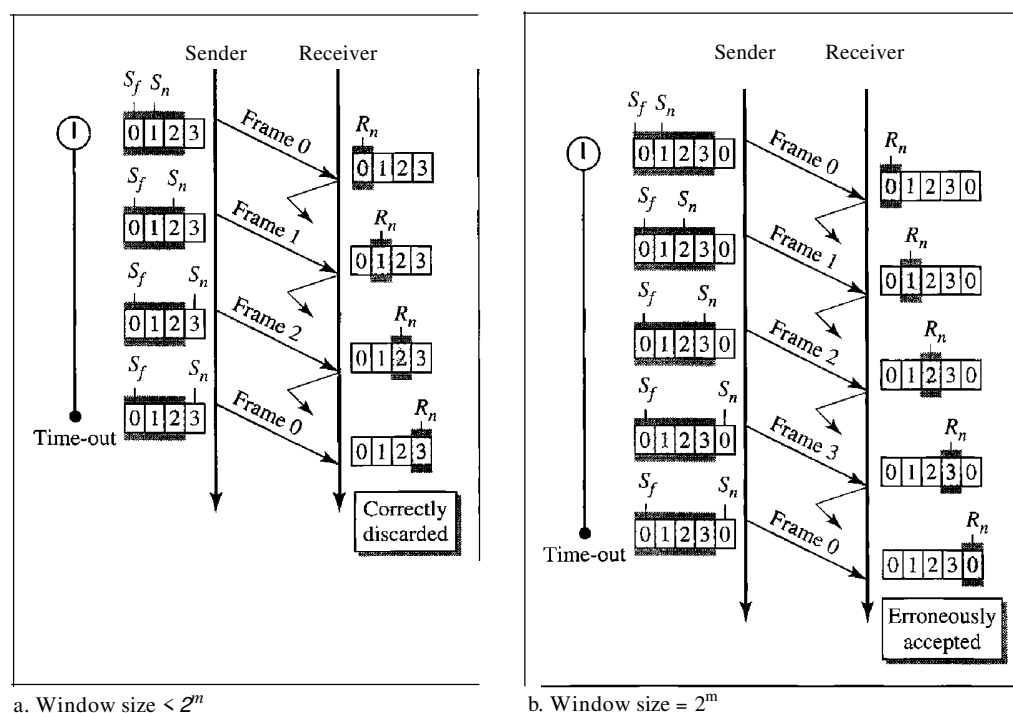 Sender Receiver
S_f S_n
0 1 2 3
Frame 0
R_n
0 1 2 3
S_f S_n
0 1 2 3
Frame 1
R_n
0 1 2 3
S_f S_n
0 1 2 3
Frame 2
R_n
0 1 2 3
S_f S_n
0 1 2 3
Time-out
Frame 0
R_n
0 1 2 3
Correctly
discarded
a. Window size < 2^m
Sender Receiver
S_f S_n
0 1 2 3 0
Frame 0
R_n
0 1 2 3 0
S_f S_n
0 1 2 3 0
Frame 1
R_n
0 1 2 3 0
S_f S_n
0 1 2 3 0
Frame 2
R_n
0 1 2 3 0
S_f S_n
0 1 2 3 0
Frame 3
R_n
0 1 2 3 0
S_f S_n
0 1 2 3 0
Time-out
Frame 0
R_n
0 1 2 3 0
Erroneously
accepted
b. Window size = 2^m